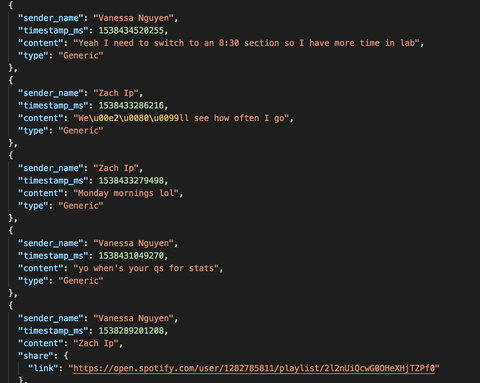 {
"sender_name": "Vanessa Nguyen",
"timestamp_ms": 1538434520255,
"content": "Yeah I need to switch to an 8:30 section so I have more time in lab",
"type": "Generic"
},
{
"sender_name": "Zach Ip",
"timestamp_ms": 1538433286216,
"content": "We\u00e2\u0080\u0099ll see how often I go",
"type": "Generic"
},
{
"sender_name": "Zach Ip",
"timestamp_ms": 1538433279498,
"content": "Monday mornings lol",
"type": "Generic"
},
{
"sender_name": "Vanessa Nguyen",
"timestamp_ms": 1538431049270,
"content": "yo when's your qs for stats",
"type": "Generic"
},
{
"sender_name": "Vanessa Nguyen",
"timestamp_ms": 1538289201208,
"content": "Zach Ip",
"share": {
"link": "https://open.spotify.com/user/1282785811/playlist/2l2nUiQcwG0OHeXHjTZPf0"
},